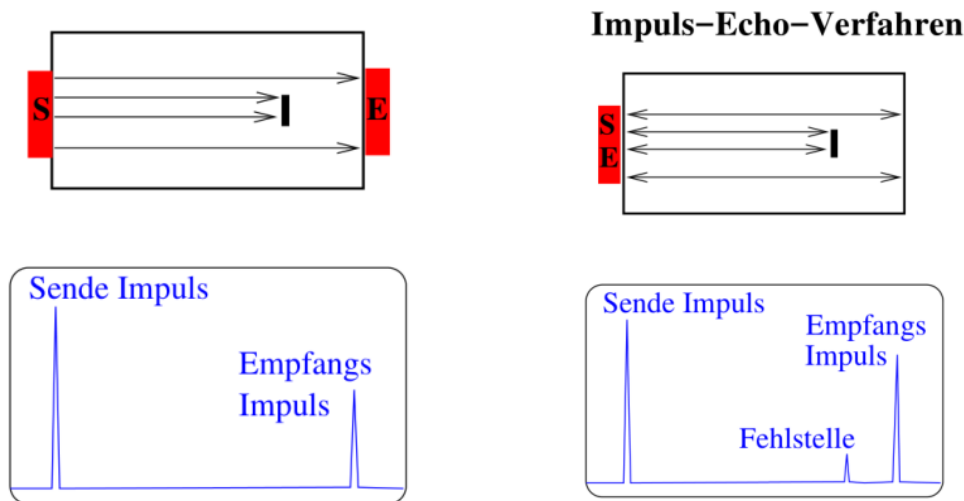 Impuls-Echo-Verfahren
S
E
S
E
Sende Impuls
Empfangs
Impuls
Sende Impuls
Empfangs
Impuls
Fehlstelle